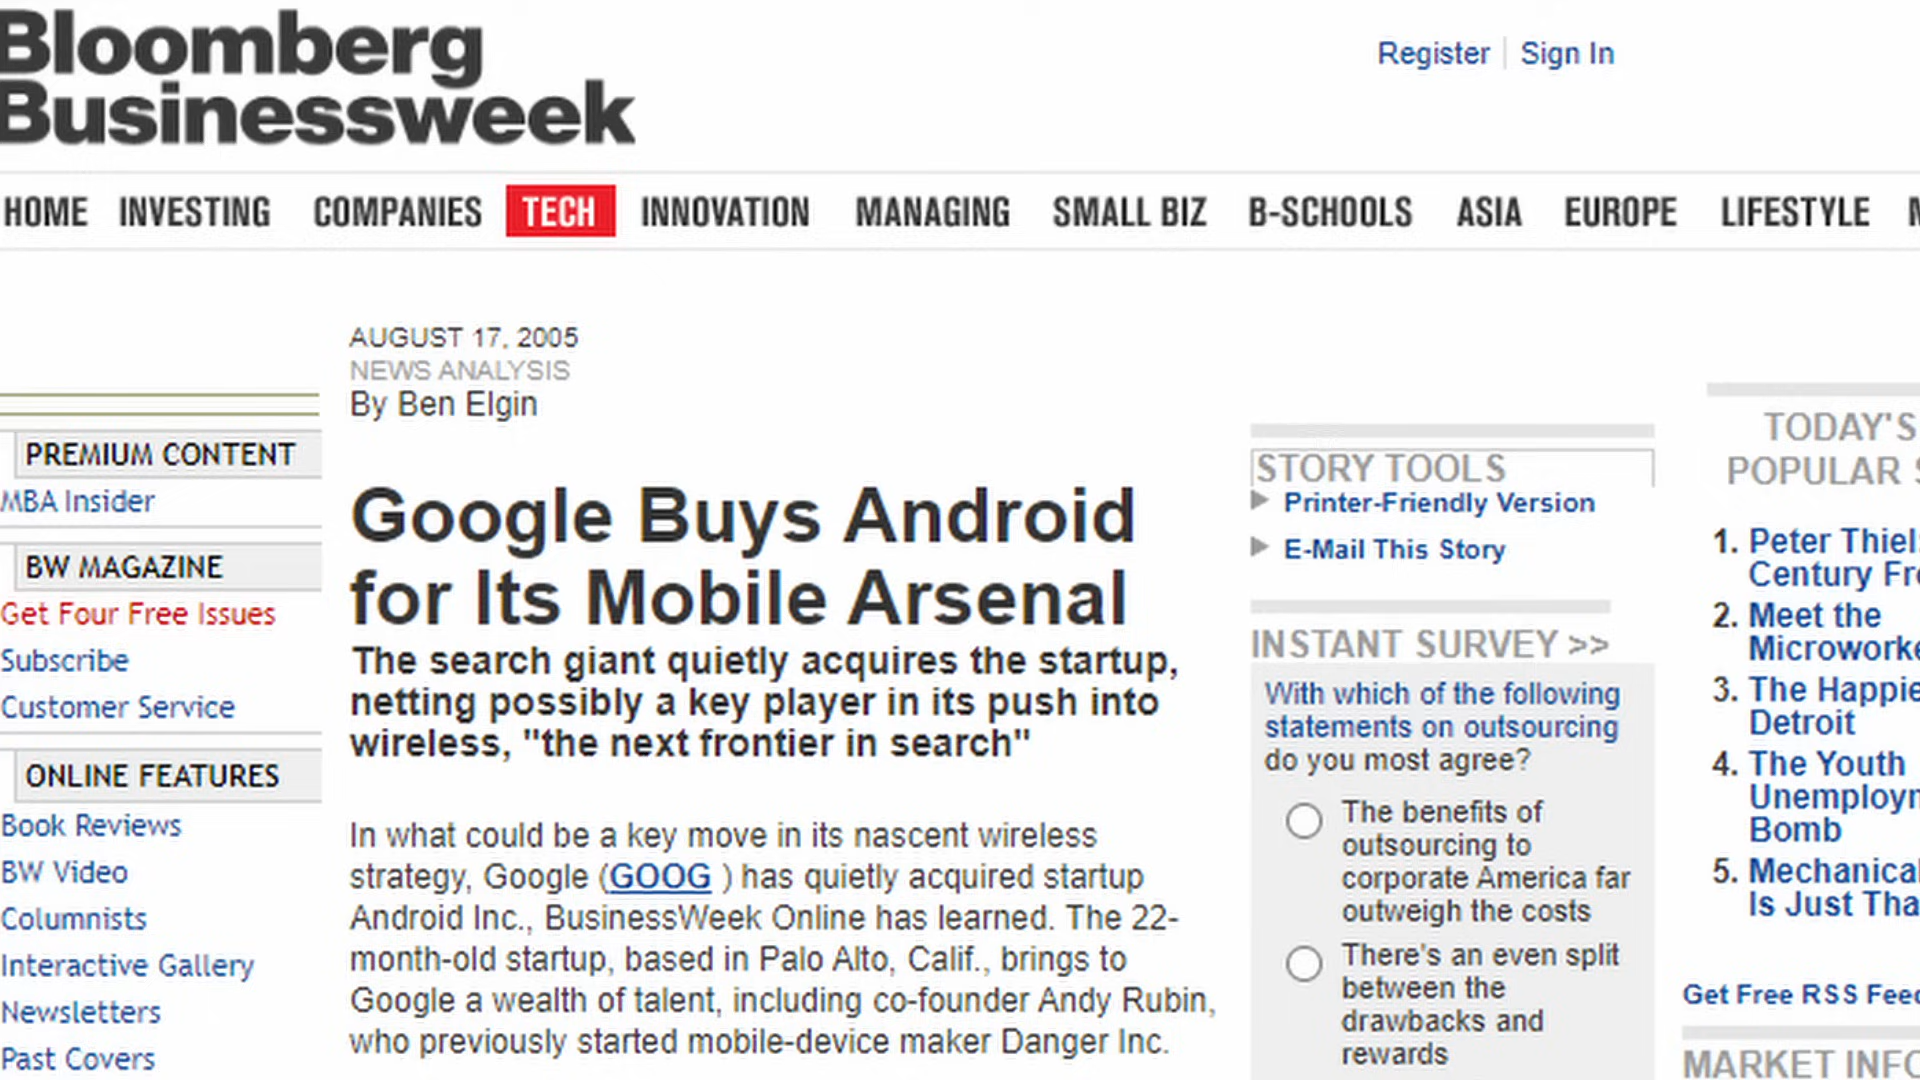 Bloomberg
Businessweek
Register
Sign In
HOME INVESTING COMPANIES TECH INNOVATION MANAGING SMALL BIZ B-SCHOOLS ASIA EUROPE LIFESTYLE
AUGUST 17, 2005
NEWS ANALYSIS
By Ben Elgin
PREMIUM CONTENT
MBA Insider
BW MAGAZINE
Get Four Free Issues
Subscribe
Customer Service
ONLINE FEATURES
Book Reviews
BW Video
Columnists
Interactive Gallery
Newsletters
Past Covers
Google Buys Android
for Its Mobile Arsenal
The search giant quietly acquires the startup,
netting possibly a key player in its push into
wireless, "the next frontier in search"
In what could be a key move in its nascent wireless
strategy, Google (GOOG ) has quietly acquired startup
Android Inc., BusinessWeek Online has learned. The 22-
month-old startup, based in Palo Alto, Calif., brings to
Google a wealth of talent, including co-founder Andy Rubin,
who previously started mobile-device maker Danger Inc.
STORY TOOLS
Printer-Friendly Version
E-Mail This Story
INSTANT SURVEY >>
With which of the following
statements on outsourcing
do you most agree?
The benefits of
outsourcing to
corporate America far
outweigh the costs
There's an even split
between the
drawbacks and
rewards
TODAY'S
POPULAR
1. Peter
Century
2. Meet the
3. The
Detroit
4. The Youth
Bomb
5.
Is Just
Get Free RSS
MARKET